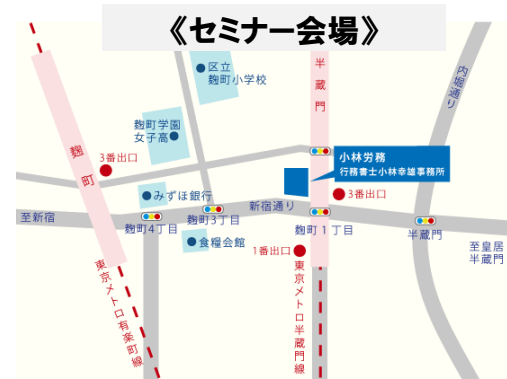 《セミナー会場》
区立
麹町小学校
半蔵門
内堀通り
麹町学園
女子高
小林労務
行務書士小林幸雄事務所
3番出口
麹町
みずほ銀行
3番出口
新宿通り
至新宿
麹町3丁目
麹町4丁目
麹町1丁目
半蔵門
食糧会館
1番出口
至皇居
半蔵門
東京メトロ有楽町線
東京メトロ半蔵門線